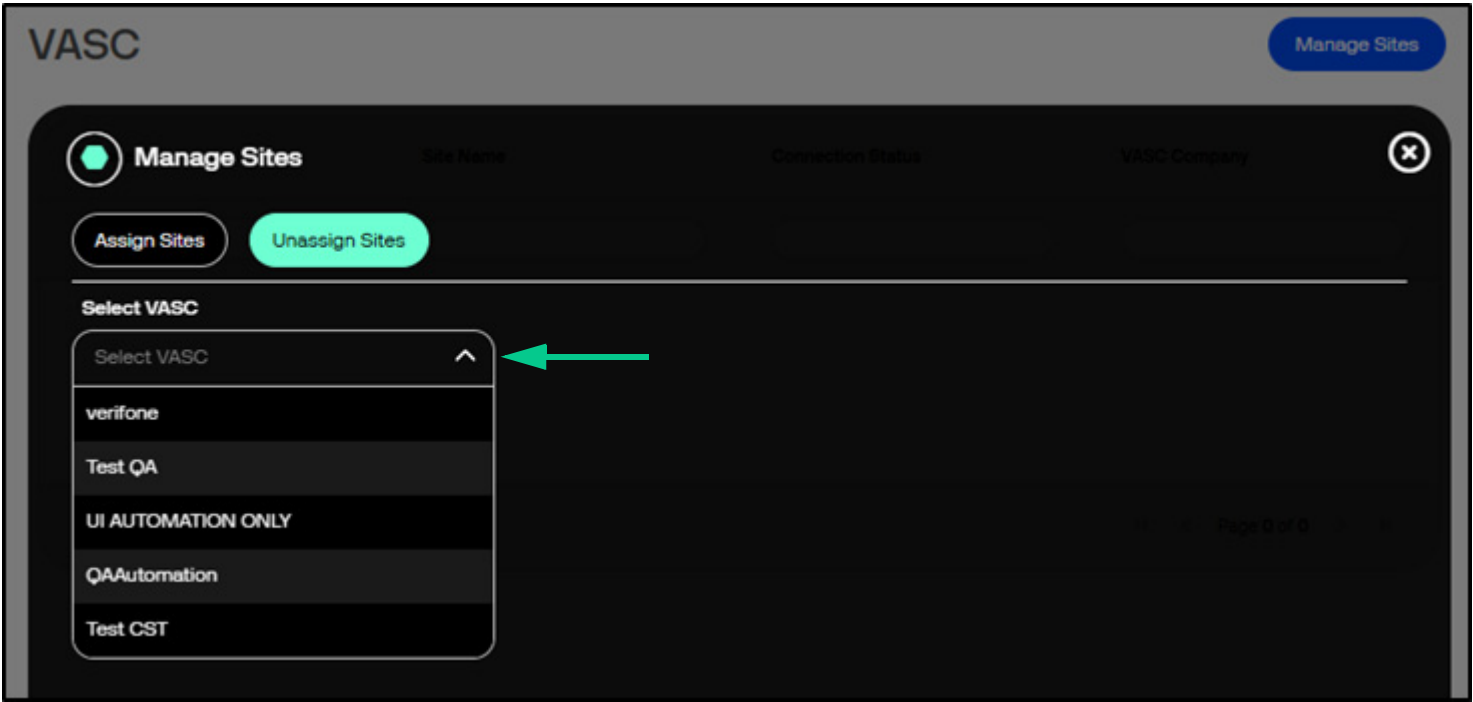 VASC
Manage Sites
Manage Sites
Site Name
Connection Status
VASC Company
Assign Sites
Unassign Sites
Select VASC
Select VASC
verifone
Test QA
UI AUTOMATION ONLY
QAAutomation
Test CST
Page 0 of 0